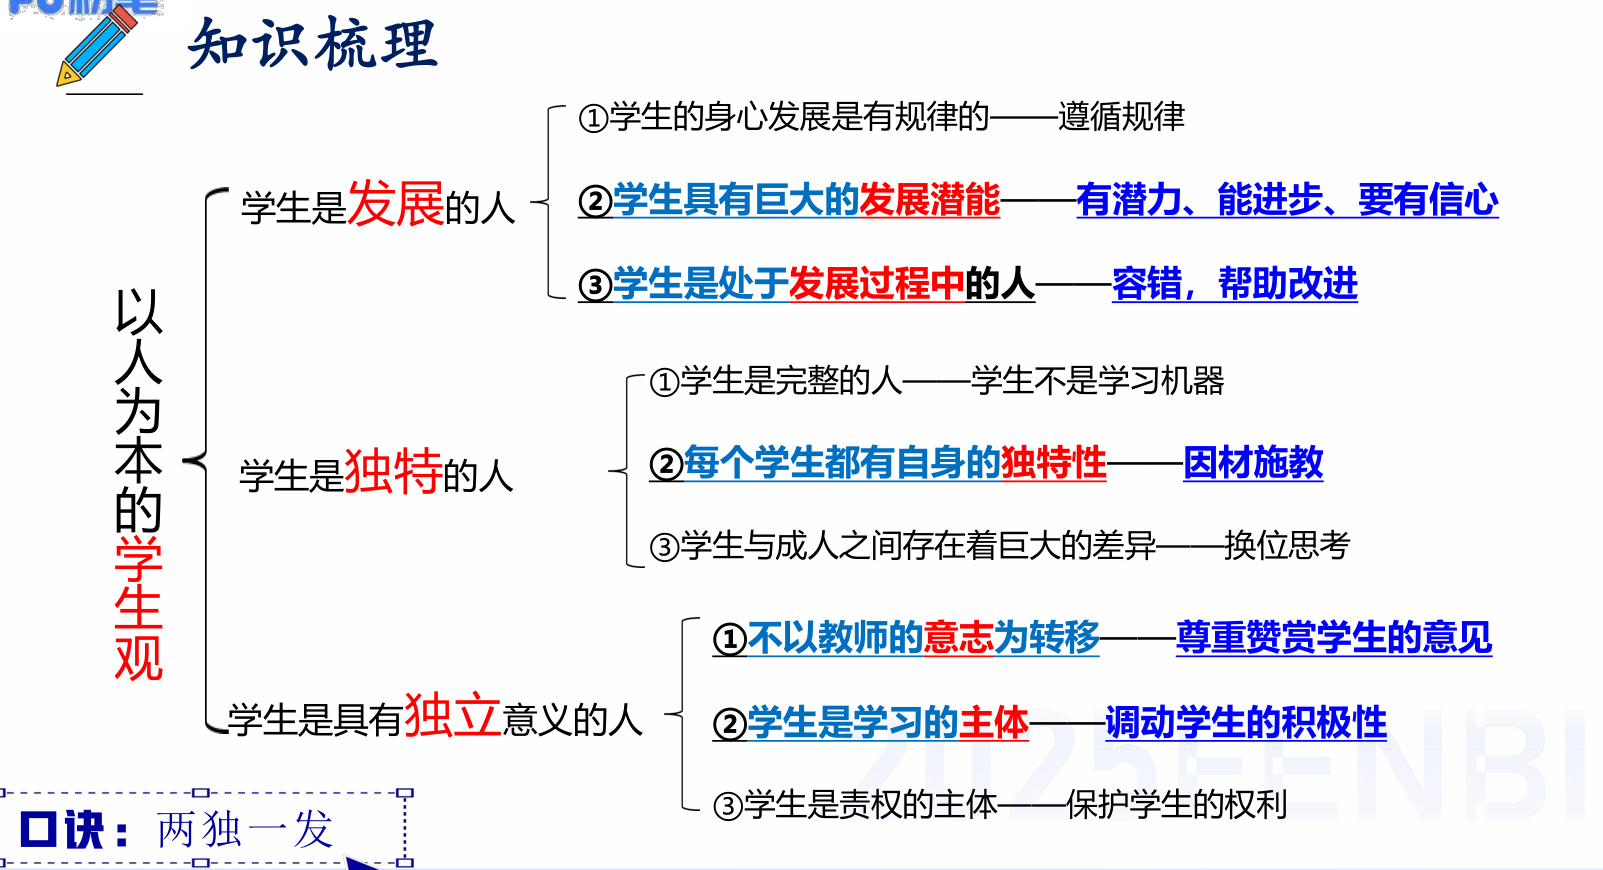 知识梳理
以人为本的学生观
学生是发展的人
①学生的身心发展是有规律的——遵循规律
②学生具有巨大的发展潜能——有潜力、能进步、要有信心
③学生是处于发展过程中的人——容错，帮助改进
学生是独特的人
①学生是完整的人——学生不是学习机器
②每个学生都有自身的独特性——因材施教
③学生与成人之间存在着巨大的差异——换位思考
学生是具有独立意义的人
①不以教师的意志为转移——尊重赞赏学生的意见
②学生是学习的主体——调动学生的积极性
③学生是责权的主体——保护学生的权利
口诀：两独一发
2025FENBI